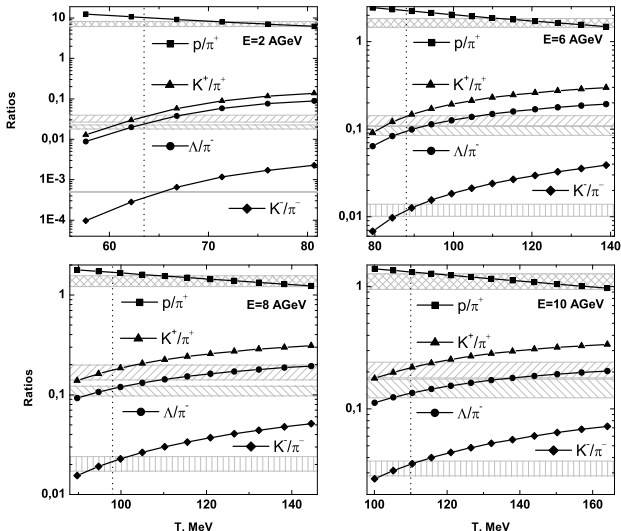 10
1
0,1
0,01
1E-3
1E-4
60
70
80
Ratios
E=2 AGeV
p/π⁺
K⁺/π⁺
Λ/π⁻
K⁻/π⁻
1
0,1
0,01
80
100
120
140
E=6 AGeV
p/π⁺
K⁺/π⁺
Λ/π⁻
K⁻/π⁻
1
0,1
0,01
100
120
140
Ratios
T, MeV
E=8 AGeV
p/π⁺
K⁺/π⁺
Λ/π⁻
K⁻/π⁻
1
0,1
100
120
140
160
T, MeV
E=10 AGeV
p/π⁺
K⁺/π⁺
Λ/π⁻
K⁻/π⁻